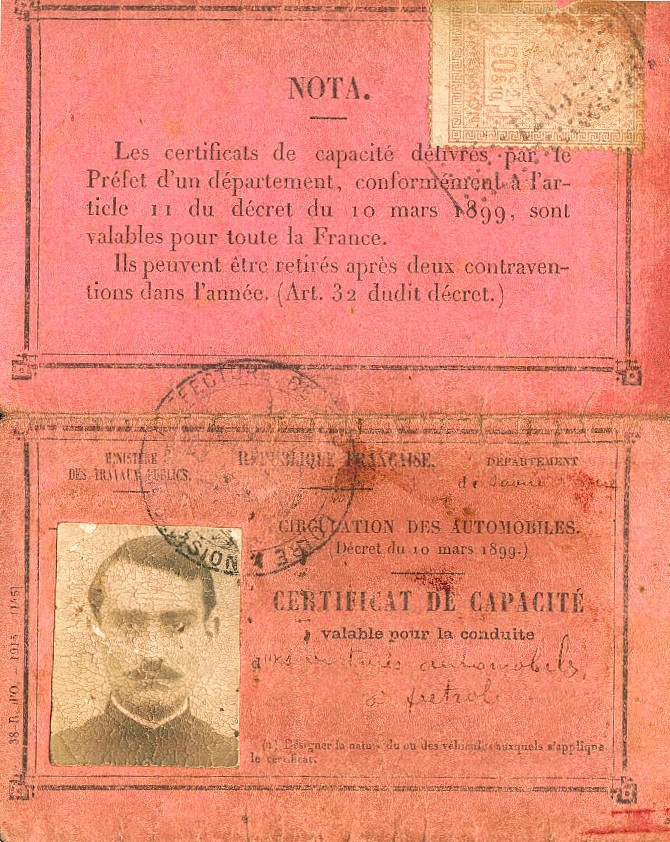 NOTA.
Les certificats de capacité délivrés par le
Préfet d'un département, conformément à l'ar-
ticle 11 du décret du 10 mars 1899, sont
valables pour toute la France.
Ils peuvent être retirés après deux contraven-
tions dans l'année. (Art. 32 dudit décret.)
MINISTÈRE
DES TRAVAUX PUBLICS.
RÉPUBLIQUE FRANÇAISE.
DÉPARTEMENT
de
CIRCULATION DES AUTOMOBILES.
(Décret du 10 mars 1899.)
CERTIFICAT DE CAPACITÉ
valable pour la conduite
voitures automobiles
à pétrole
(1) Désigner la nature du ou des véhicules auxquels s'applique
le certificat.